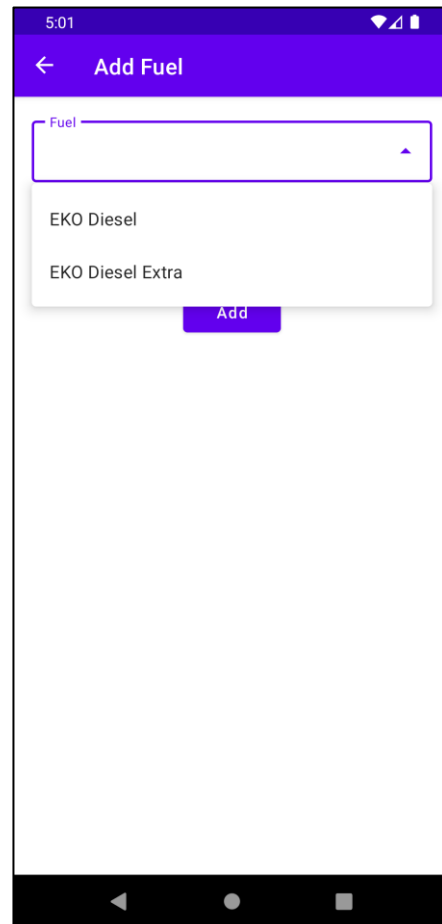 5:01
Add Fuel
Fuel
EKO Diesel
EKO Diesel Extra
Add